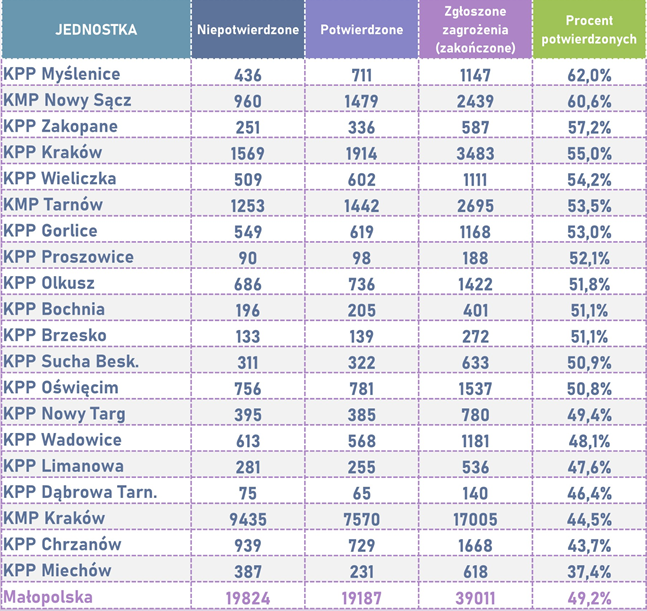 JEDNOSTKA Niepotwierdzone Potwierdzone Zgłoszone zagrożenia (zakończone) Procent potwierdzonych
KPP Myślenice 436 711 1147 62,0%
KMP Nowy Sącz 960 1479 2439 60,6%
KPP Zakopane 251 336 587 57,2%
KPP Kraków 1569 1914 3483 55,0%
KPP Wieliczka 509 602 1111 54,2%
KMP Tarnów 1253 1442 2695 53,5%
KPP Gorlice 549 619 1168 53,0%
KPP Proszowice 90 98 188 52,1%
KPP Olkusz 686 736 1422 51,8%
KPP Bochnia 196 205 401 51,1%
KPP Brzesko 133 139 272 51,1%
KPP Sucha Besk. 311 322 633 50,9%
KPP Oświęcim 756 781 1537 50,8%
KPP Nowy Targ 395 385 780 49,4%
KPP Wadowice 613 568 1181 48,1%
KPP Limanowa 281 255 536 47,6%
KPP Dąbrowa Tarn. 75 65 140 46,4%
KMP Kraków 9435 7570 17005 44,5%
KPP Chrzanów 939 729 1668 43,7%
KPP Miechów 387 231 618 37,4%
Małopolska 19824 19187 39011 49,2%